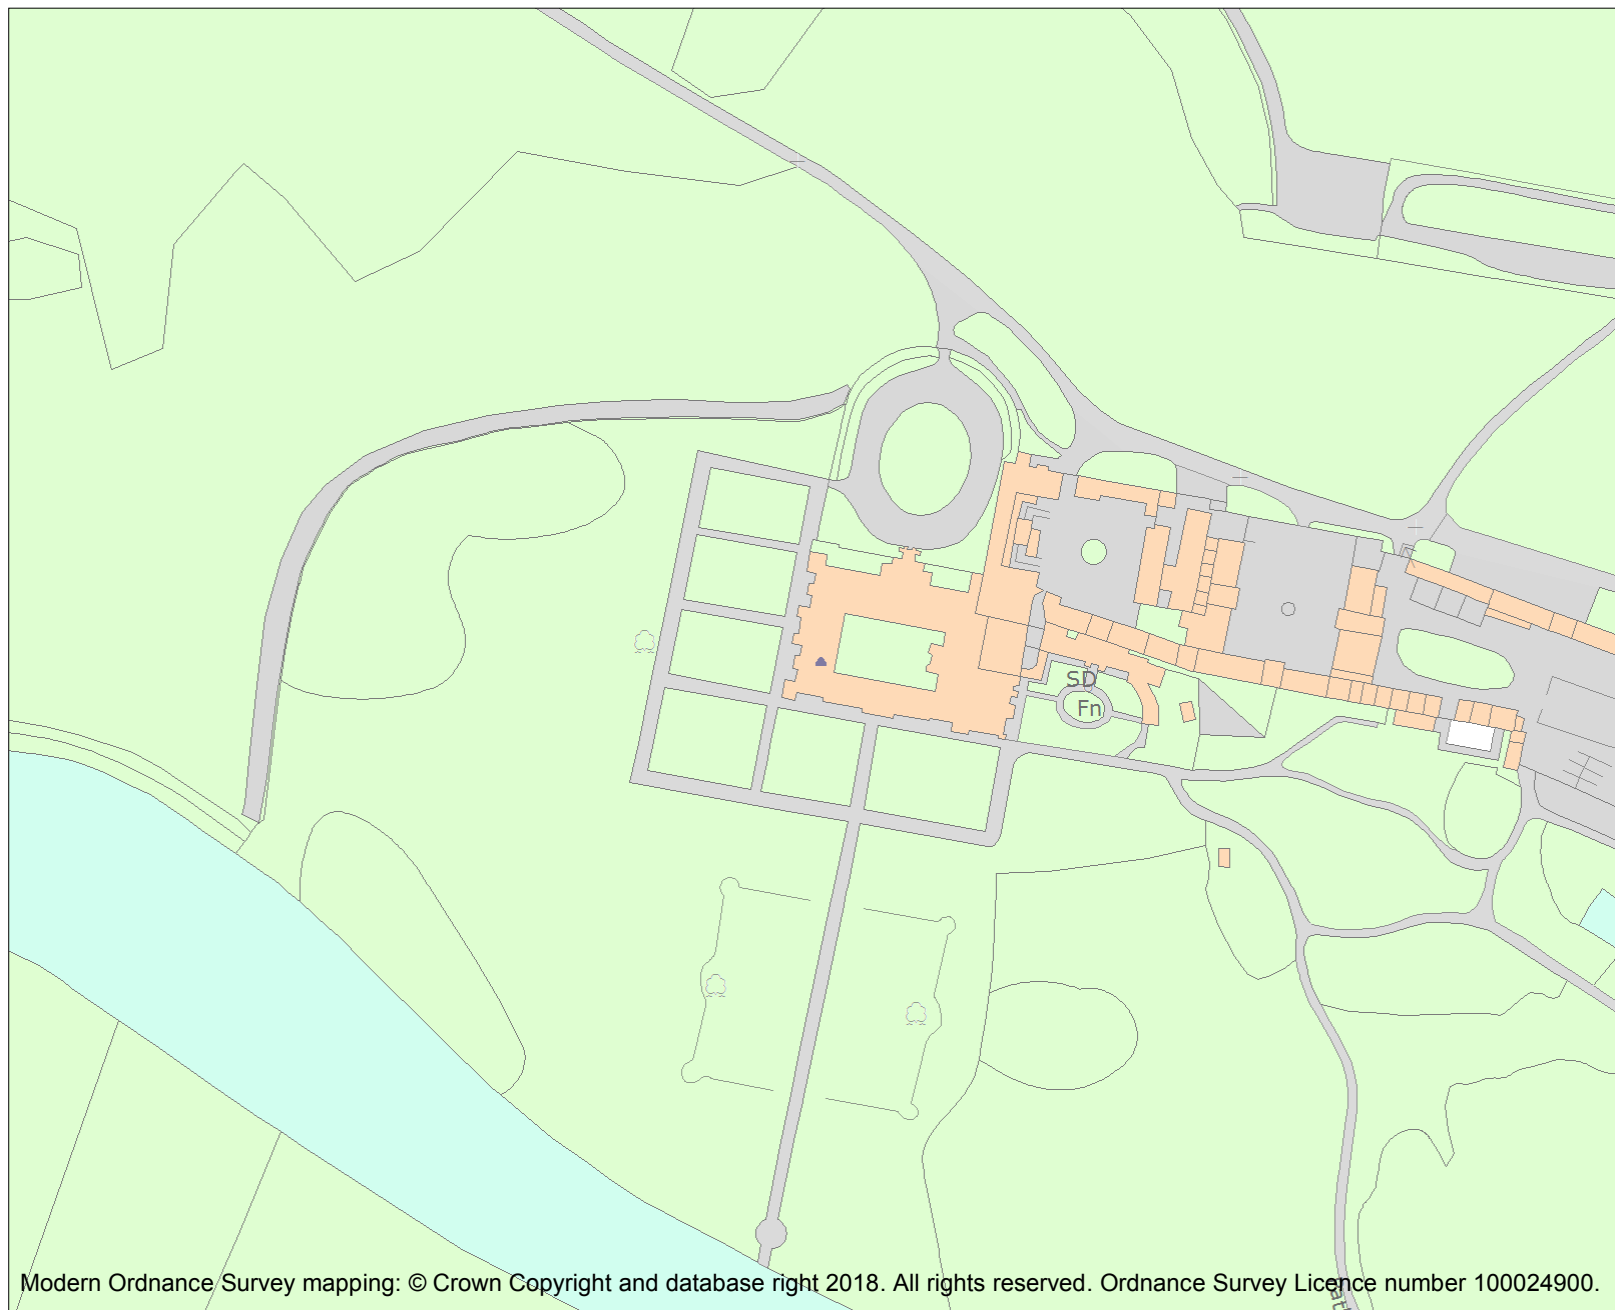 SD
Fn
Modern Ordnance Survey mapping: © Crown Copyright and database right 2018. All rights reserved. Ordnance Survey Licence number 100024900.